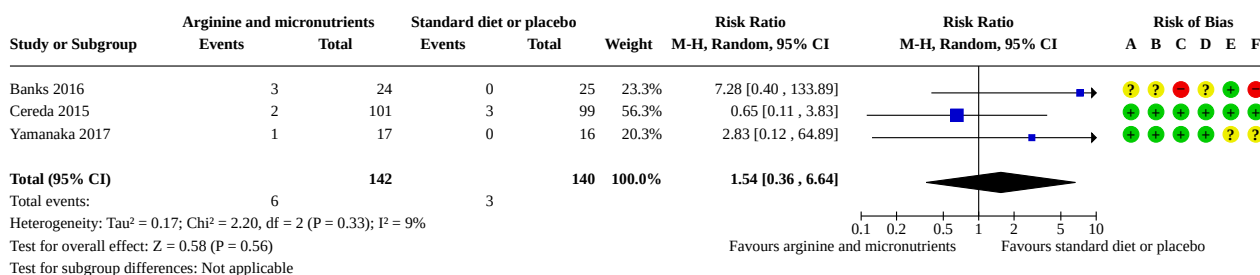 Arginine and micronutrients Standard diet or placebo Risk Ratio Risk Ratio Risk of Bias
Study or Subgroup Events Total Events Total Weight M-H, Random, 95% CI M-H, Random, 95% CI A B C D E F
Banks 2016 3 24 0 25 23.3% 7.28 [0.40 , 133.89] ? ? − ? + −
Cereda 2015 2 101 3 99 56.3% 0.65 [0.11 , 3.83] + + + + + +
Yamanaka 2017 1 17 0 16 20.3% 2.83 [0.12 , 64.89] + + + + ? ?
Total (95% CI) 142 140 100.0% 1.54 [0.36 , 6.64]
Total events: 6 3
Heterogeneity: Tau² = 0.17; Chi² = 2.20, df = 2 (P = 0.33); I² = 9%
0.1 0.2 0.5 1 2 5 10
Test for overall effect: Z = 0.58 (P = 0.56) Favours arginine and micronutrients Favours standard diet or placebo
Test for subgroup differences: Not applicable